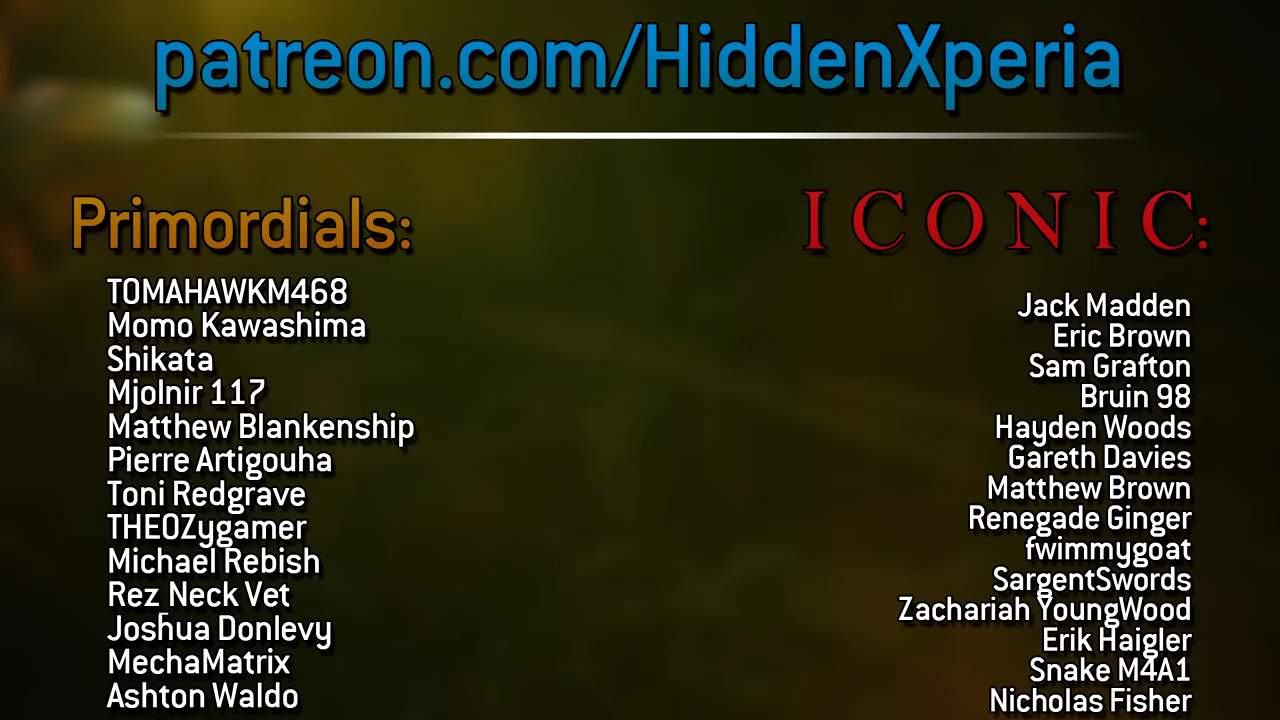 patreon.com/HiddenXperia
Primordials:
TOMAHAWKM468
Momo Kawashima
Shikata
Mjolnir 117
Matthew Blankenship
Pierre Artigouha
Toni Redgrave
THEOZygamer
Michael Rebish
Rez Neck Vet
Joshua Donlevy
MechaMatrix
Ashton Waldo
I C O N I C:
Jack Madden
Eric Brown
Sam Grafton
Bruin 98
Hayden Woods
Gareth Davies
Matthew Brown
Renegade Ginger
fwimmygoat
SargentSwords
Zachariah YoungWood
Erik Haigler
Snake M4A1
Nicholas Fisher